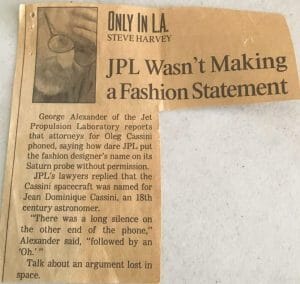 ONLY IN L.A.
STEVE HARVEY
JPL Wasn't Making
a Fashion Statement
George Alexander of the Jet
Propulsion Laboratory reports
that attorneys for Oleg Cassini
phoned, saying how dare JPL put
the fashion designer's name on its
Saturn probe without permission.
JPL's lawyers replied that the
Cassini spacecraft was named for
Jean Dominique Cassini, an 18th
century astronomer.
"There was a long silence on
the other end of the phone,"
Alexander said, "followed by an
'Oh.' "
Talk about an argument lost in
space.